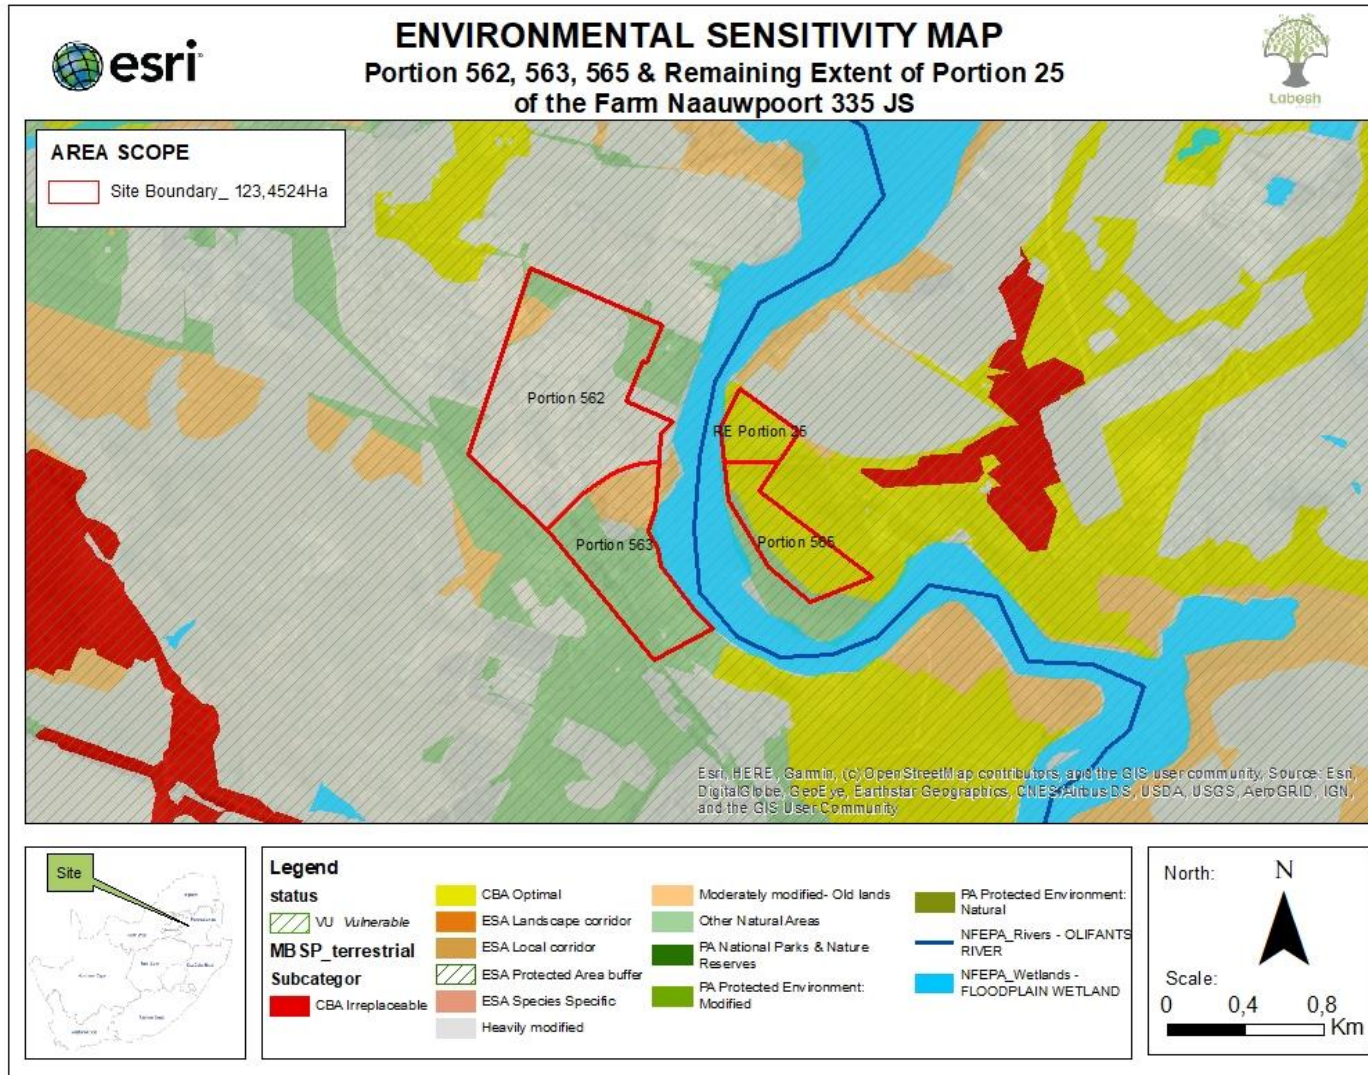 esri
ENVIRONMENTAL SENSITIVITY MAP
Portion 562, 563, 565 & Remaining Extent of Portion 25
of the Farm Naauwpoort 335 JS
Labesh
AREA SCOPE
Site Boundary_ 123,4524Ha
Portion 562
RE Portion 25
Portion 563
Portion 565
Esri, HERE, Garmin, (c) OpenStreetMap contributors, and the GIS user community, Source: Esri,
DigitalGlobe, GeoEye, Earthstar Geographics, CNES/Airbus DS, USDA, USGS, AeroGRID, IGN,
and the GIS User Community
Site
Legend
status
VU Vulnerable
MBSP_terrestrial
Subcategor
CBA Irreplaceable
CBA Optimal
ESA Landscape corridor
ESA Local corridor
ESA Protected Area buffer
ESA Species Specific
Heavily modified
Moderately modified- Old lands
Other Natural Areas
PA National Parks & Nature
Reserves
PA Protected Environment:
Modified
PA Protected Environment:
Natural
NFEPA_Rivers - OLIFANTS
RIVER
NFEPA_Wetlands -
FLOODPLAIN WETLAND
North:
N
Scale:
0 0,4 0,8
Km